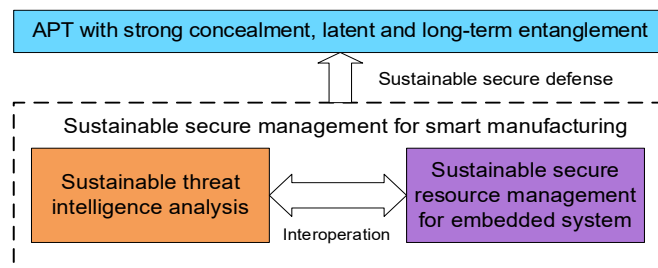 APT with strong concealment, latent and long-term entanglement
Sustainable secure defense
Sustainable secure management for smart manufacturing
Sustainable threat
intelligence analysis
Interoperation
Sustainable secure
resource management
for embedded system